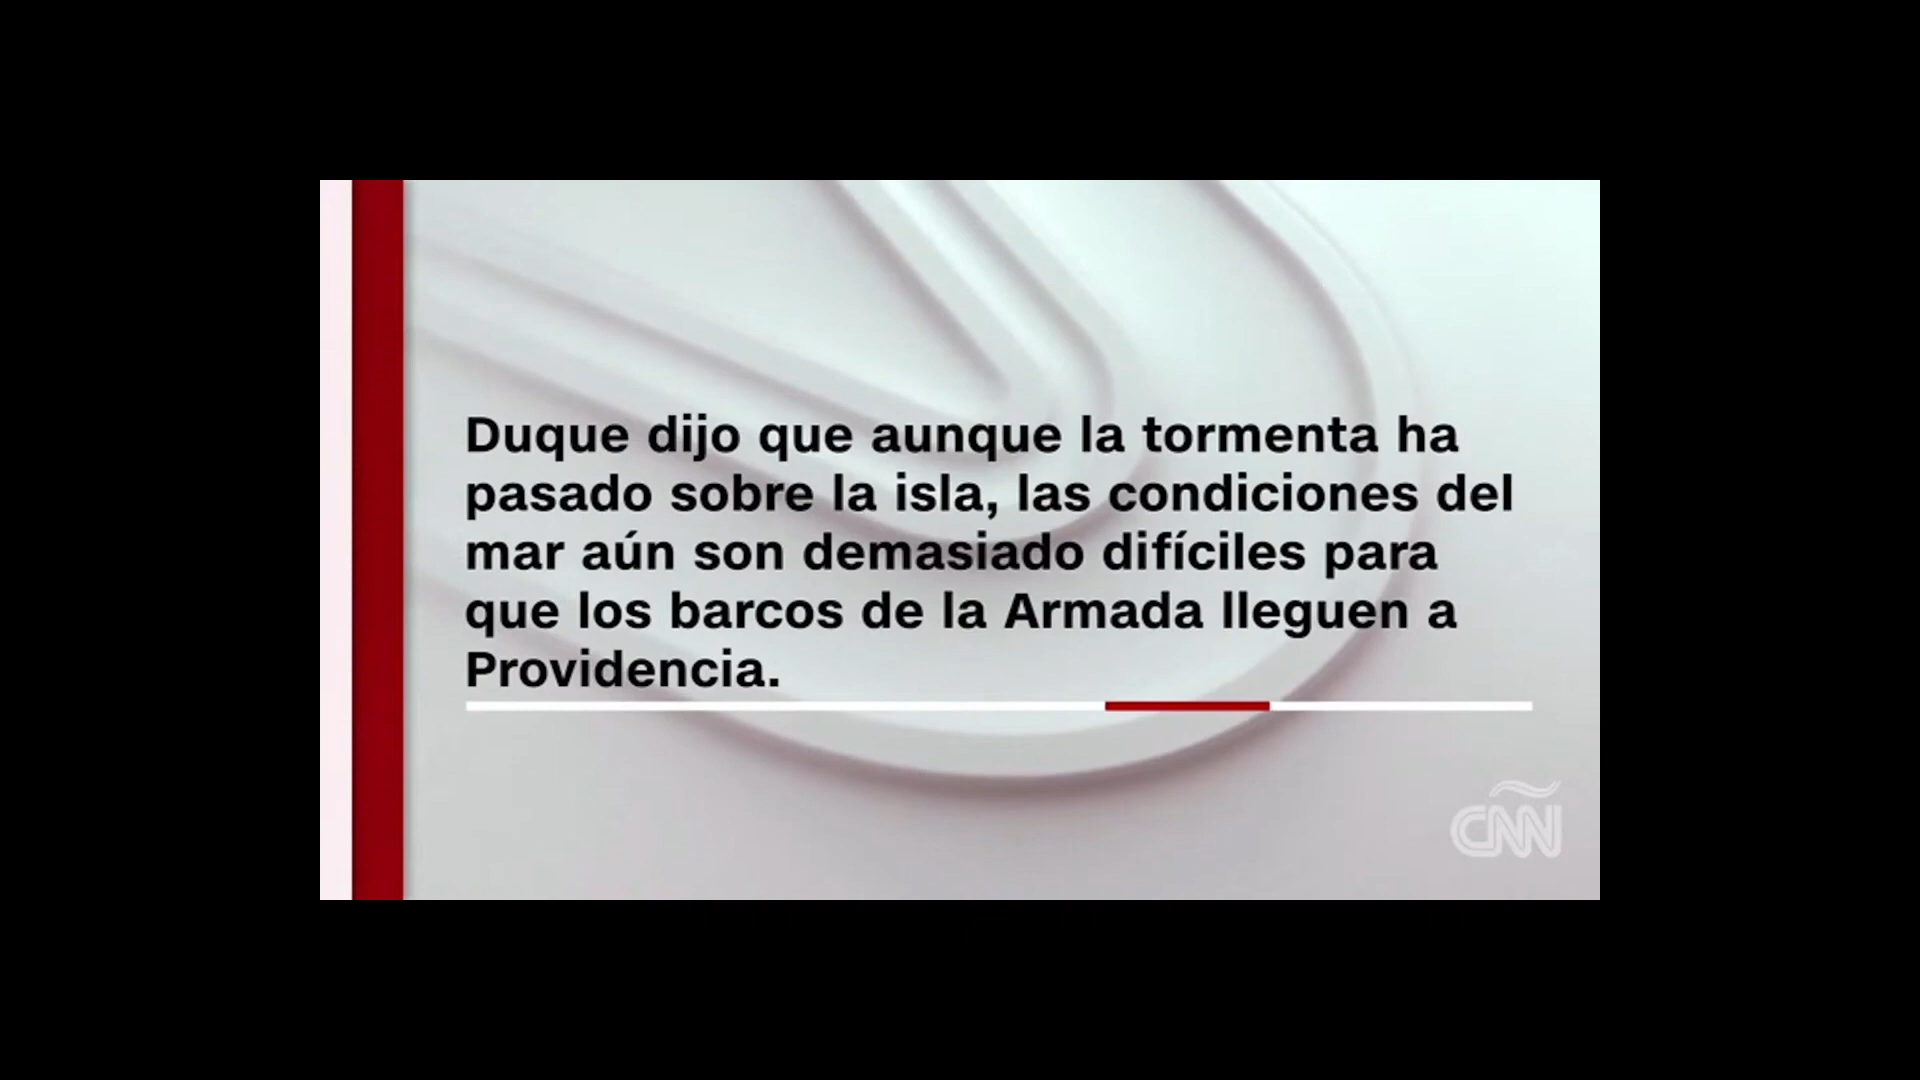 Duque dijo que aunque la tormenta ha
pasado sobre la isla, las condiciones del
mar aún son demasiado difíciles para
que los barcos de la Armada lleguen a
Providencia.
CNN